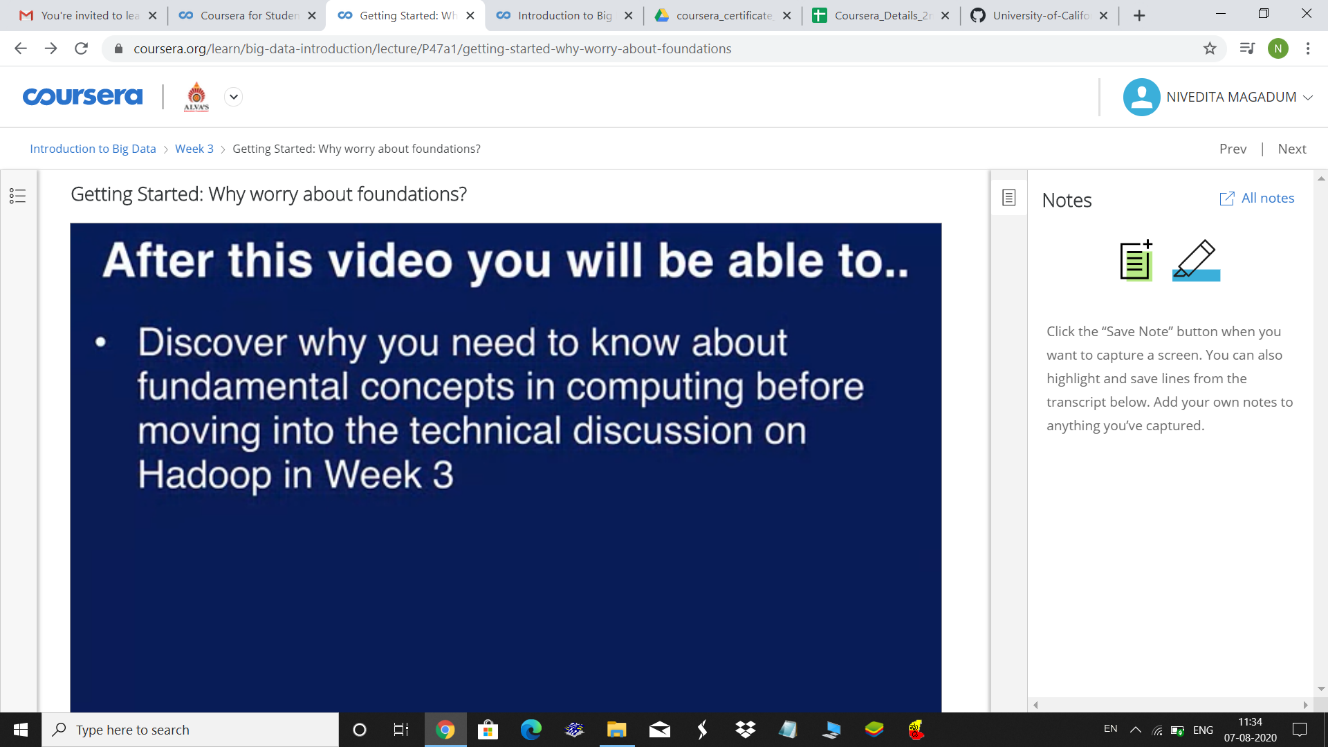 You're invited to lea
Coursera for Studen
Getting Started: Wh
Introduction to Big
coursera_certificate
Coursera_Details_2
University-of-Califo
coursera.org/learn/big-data-introduction/lecture/P47a1/getting-started-why-worry-about-foundations
N
coursera
ALVA'S
NIVEDITA MAGADUM
Introduction to Big Data > Week 3 > Getting Started: Why worry about foundations?
Prev | Next
Getting Started: Why worry about foundations?
After this video you will be able to..
• Discover why you need to know about
fundamental concepts in computing before
moving into the technical discussion on
Hadoop in Week 3
Notes
All notes
Click the “Save Note” button when you
want to capture a screen. You can also
highlight and save lines from the
transcript below. Add your own notes to
anything you’ve captured.
Type here to search
EN
ENG
11:34
07-08-2020